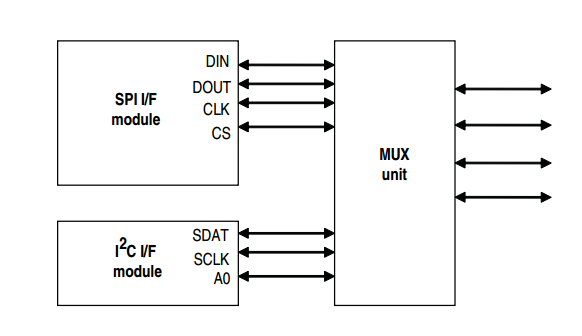 DIN
DOUT
SPI I/F
module
CLK
CS
MUX
unit
SDAT
I²C I/F
module
SCLK
A0